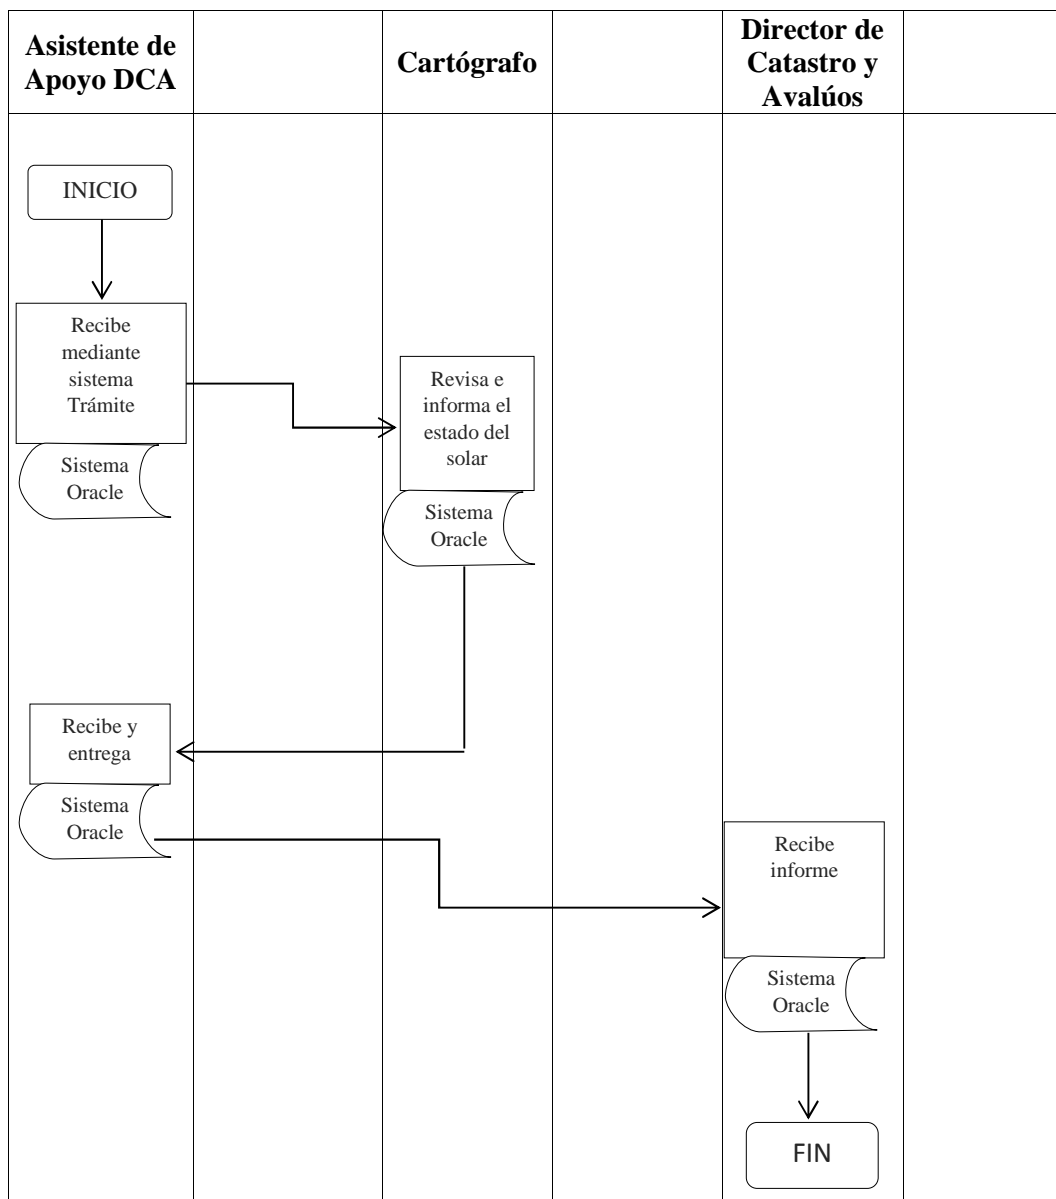 Asistente de
Apoyo DCA
Cartógrafo
Director de
Catastro y
Avalúos
INICIO
Recibe
mediante
sistema
Trámite
Sistema
Oracle
Revisa e
informa el
estado del
solar
Sistema
Oracle
Recibe y
entrega
Sistema
Oracle
Recibe
informe
Sistema
Oracle
FIN